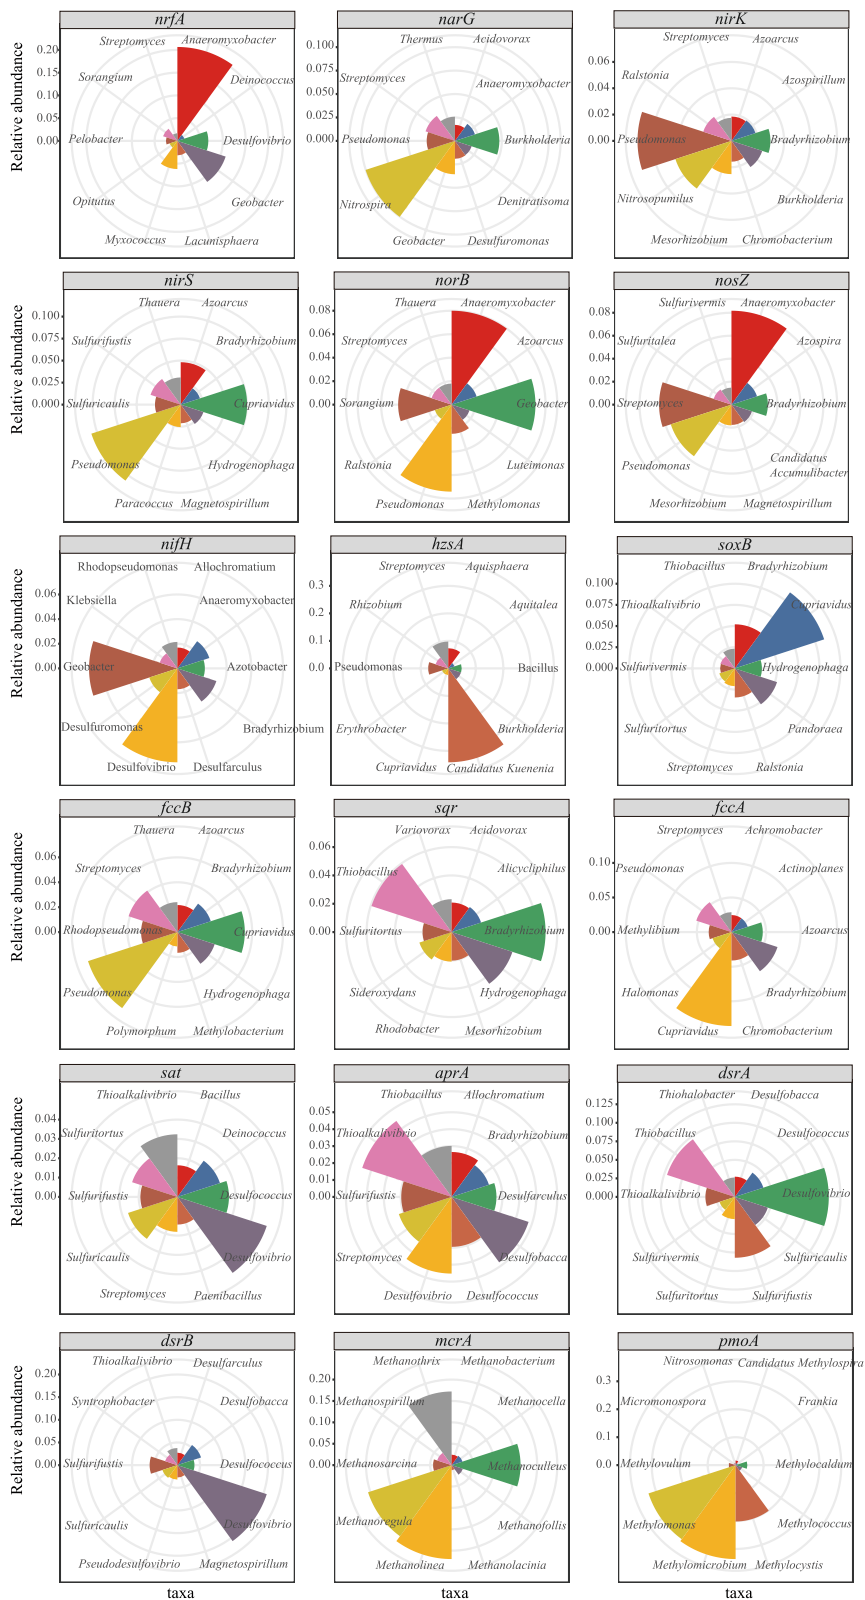 nrfA
narG
nirK
Relative abundance
0.20
0.15
0.10
0.05
0.00
Streptomyces
Anaeromyxobacter
Sorangium
Deinococcus
Pelobacter
Desulfovibrio
Opitutus
Geobacter
Myxococcus
Lacunisphaera
0.100
0.075
0.050
0.025
0.000
Thermus
Acidovorax
Streptomyces
Anaeromyxobacter
Pseudomonas
Burkholderia
Nitrospira
Denitratisoma
Geobacter
Desulfuromonas
0.06
0.04
0.02
0.00
Streptomyces
Azoarcus
Ralstonia
Azospirillum
Pseudomonas
Bradyrhizobium
Nitrosopumilus
Burkholderia
Mesorhizobium
Chromobacterium
nirS
norB
nosZ
Relative abundance
0.100
0.075
0.050
0.025
0.000
Thauera
Azoarcus
Sulfurifustis
Bradyrhizobium
Sulfuricaulis
Cupriavidus
Pseudomonas
Hydrogenophaga
Paracoccus
Magnetospirillum
0.08
0.06
0.04
0.02
0.00
Thauera
Anaeromyxobacter
Streptomyces
Azoarcus
Sorangium
Geobacter
Ralstonia
Luteimonas
Pseudomonas
Methylomonas
0.08
0.06
0.04
0.02
0.00
Sulfurivermis
Anaeromyxobacter
Sulfuritalea
Azospira
Streptomyces
Bradyrhizobium
Pseudomonas
Candidatus
Accumulibacter
Mesorhizobium
Magnetospirillum
nifH
hzsA
soxB
Relative abundance
0.06
0.04
0.02
0.00
Rhodopseudomonas
Allochromatium
Klebsiella
Anaeromyxobacter
Geobacter
Azotobacter
Desulfuromonas
Bradyrhizobium
Desulfovibrio
Desulfarculus
0.3
0.2
0.1
0.0
Streptomyces
Aquisphaera
Rhizobium
Aquitalea
Pseudomonas
Bacillus
Erythrobacter
Burkholderia
Cupriavidus
Candidatus Kuenenia
0.100
0.075
0.050
0.025
0.000
Thiobacillus
Bradyrhizobium
Thioalkalivibrio
Cupriavidus
Sulfurivermis
Hydrogenophaga
Sulfuritortus
Pandoraea
Streptomyces
Ralstonia
fccB
sqr
fccA
Relative abundance
0.06
0.04
0.02
0.00
Thauera
Azoarcus
Streptomyces
Bradyrhizobium
Rhodopseudomonas
Cupriavidus
Pseudomonas
Hydrogenophaga
Polymorphum
Methylobacterium
0.06
0.04
0.02
0.00
Variovorax
Acidovorax
Thiobacillus
Alicycliphilus
Sulfuritortus
Bradyrhizobium
Sideroxydans
Hydrogenophaga
Rhodobacter
Mesorhizobium
0.10
0.05
0.00
Streptomyces
Achromobacter
Pseudomonas
Actinoplanes
Methylibium
Azoarcus
Halomonas
Bradyrhizobium
Cupriavidus
Chromobacterium
sat
aprA
dsrA
Relative abundance
0.04
0.03
0.02
0.01
0.00
Thioalkalivibrio
Bacillus
Sulfuritortus
Deinococcus
Sulfurifustis
Desulfococcus
Sulfuricaulis
Desulfovibrio
Streptomyces
Paenibacillus
0.05
0.04
0.03
0.02
0.01
0.00
Thiobacillus
Allochromatium
Thioalkalivibrio
Bradyrhizobium
Sulfurifustis
Desulfarculus
Streptomyces
Desulfobacca
Desulfovibrio
Desulfococcus
0.125
0.100
0.075
0.050
0.025
0.000
Thiohalobacter
Desulfobacca
Thiobacillus
Desulfococcus
Thioalkalivibrio
Desulfovibrio
Sulfurivermis
Sulfuricaulis
Sulfuritortus
Sulfurifustis
dsrB
mcrA
pmoA
Relative abundance
0.20
0.15
0.10
0.05
0.00
Thioalkalivibrio
Desulfarculus
Syntrophobacter
Desulfobacca
Sulfurifustis
Desulfococcus
Sulfuricaulis
Desulfovibrio
Pseudodesulfovibrio
Magnetospirillum
0.20
0.15
0.10
0.05
0.00
Methanothrix
Methanobacterium
Methanospirillum
Methanocella
Methanosarcina
Methanoculleus
Methanoregula
Methanofollis
Methanolinea
Methanolacinia
0.3
0.2
0.1
0.0
Nitrosomonas
Candidatus Methylospira
Micromonospora
Frankia
Methylovulum
Methylocaldum
Methylomonas
Methylococcus
Methylomicrobium
Methylocystis
taxa
taxa